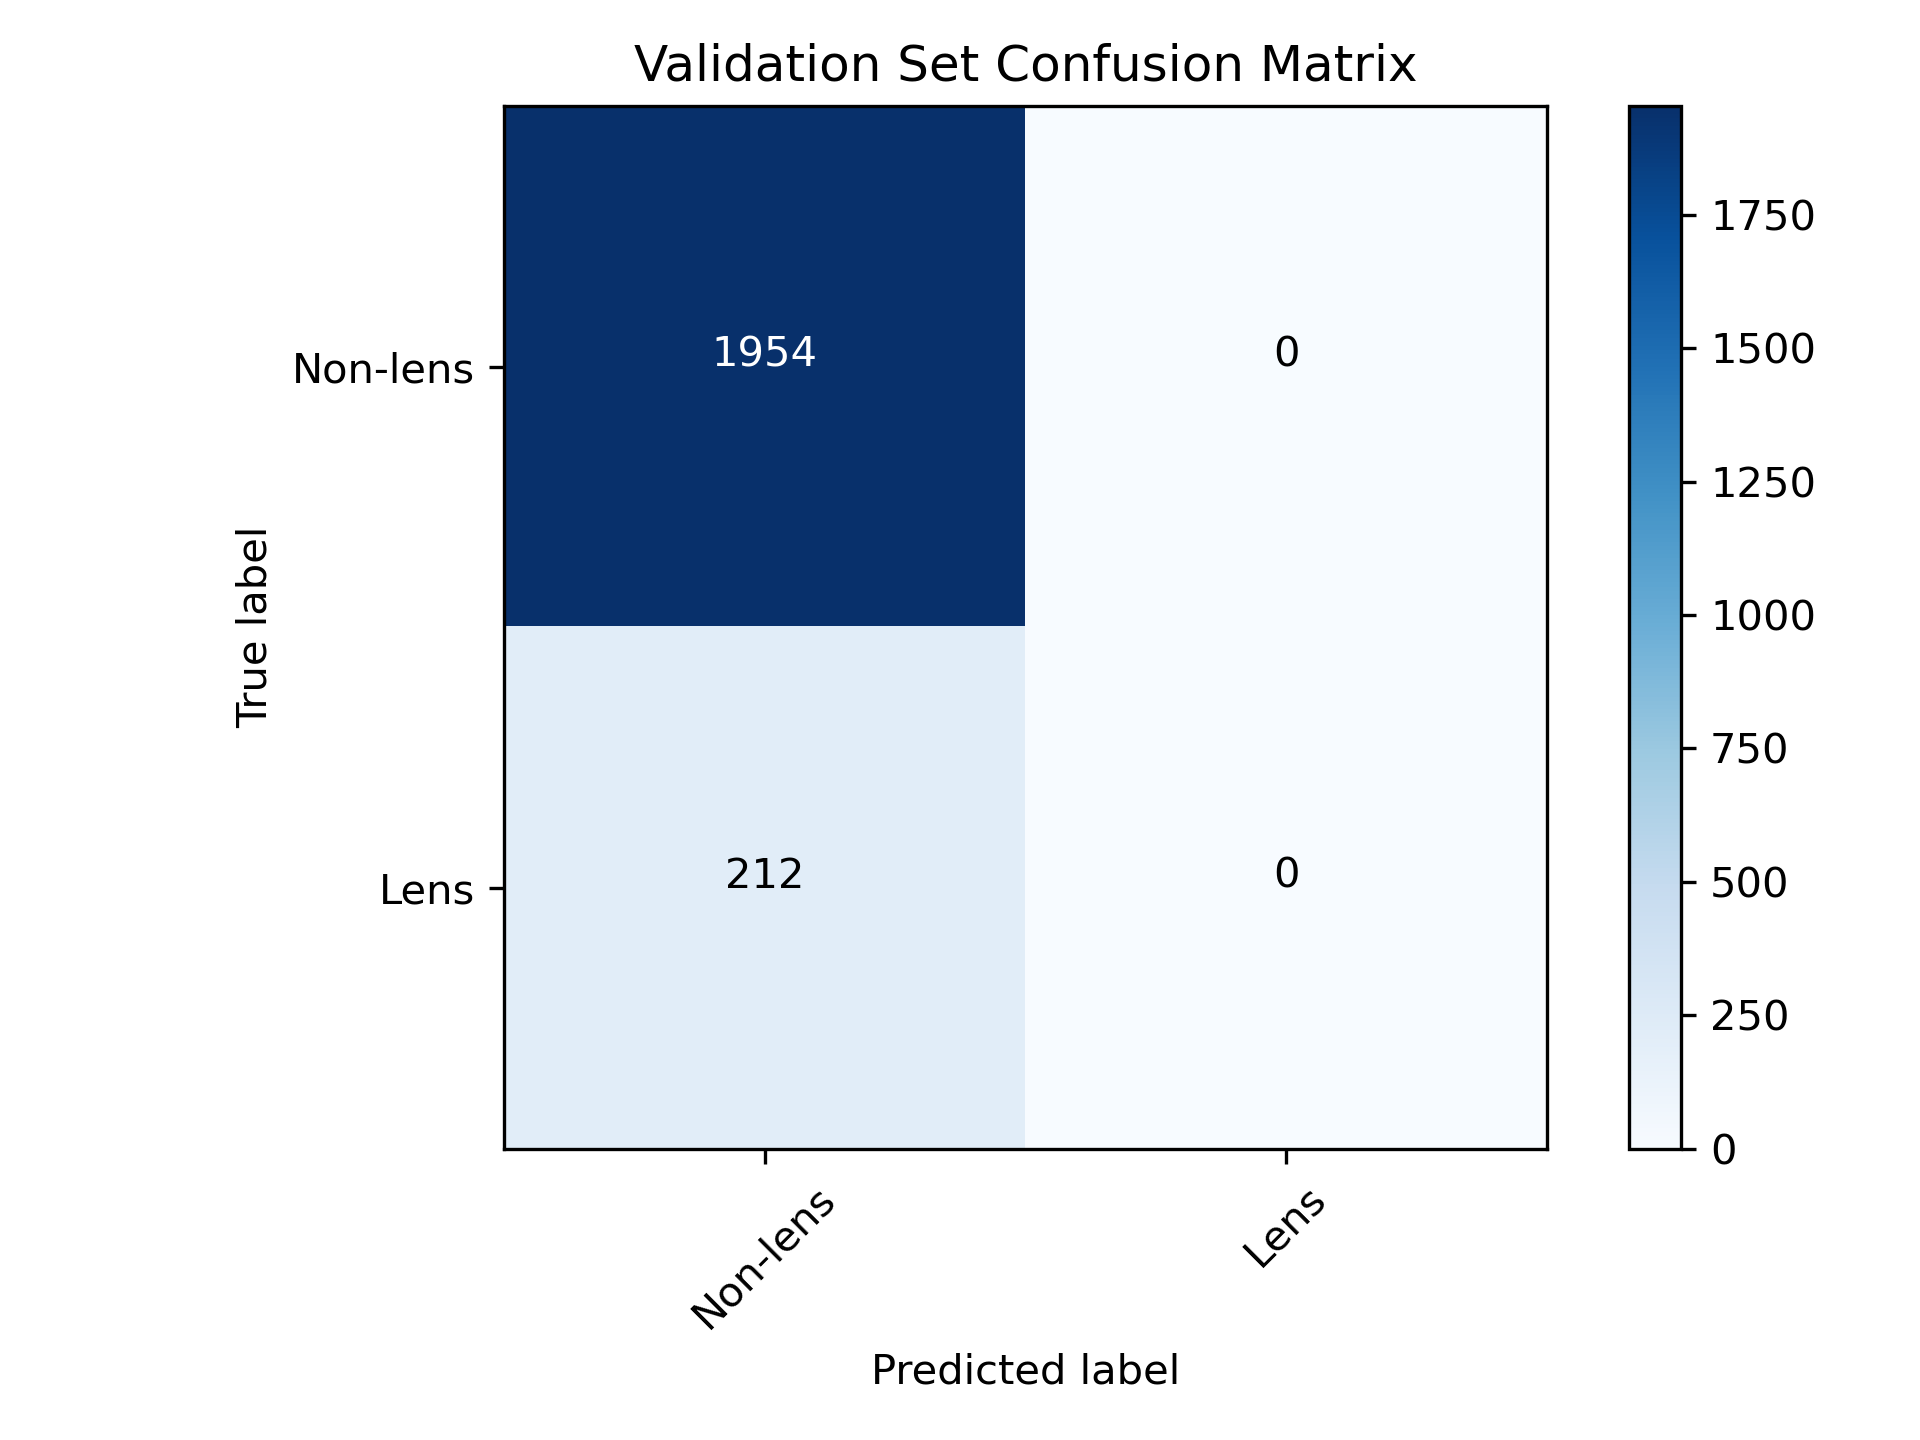 Validation Set Confusion Matrix
True label
Non-lens
Lens
1954
0
212
0
Non-lens
Lens
Predicted label
1750
1500
1250
1000
750
500
250
0